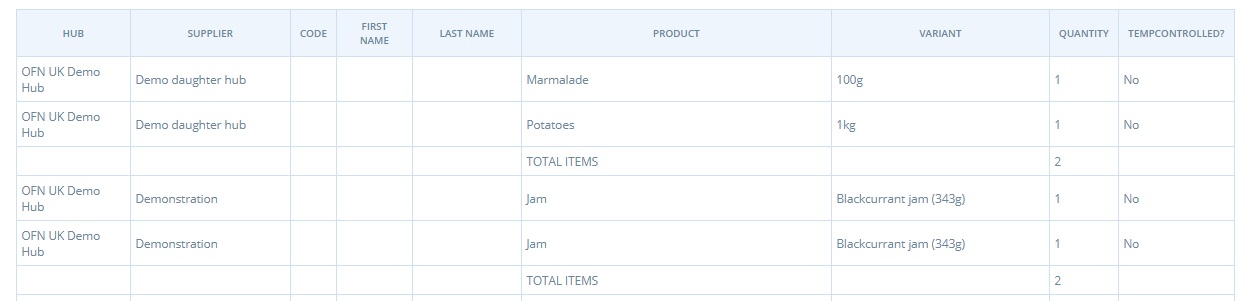 HUB SUPPLIER CODE FIRST NAME LAST NAME PRODUCT VARIANT QUANTITY TEMPCONTROLLED?
OFN UK Demo Hub Demo daughter hub Marmalade 100g 1 No
OFN UK Demo Hub Demo daughter hub Potatoes 1kg 1 No
TOTAL ITEMS 2
OFN UK Demo Hub Demonstration Jam Blackcurrant jam (343g) 1 No
OFN UK Demo Hub Demonstration Jam Blackcurrant jam (343g) 1 No
TOTAL ITEMS 2